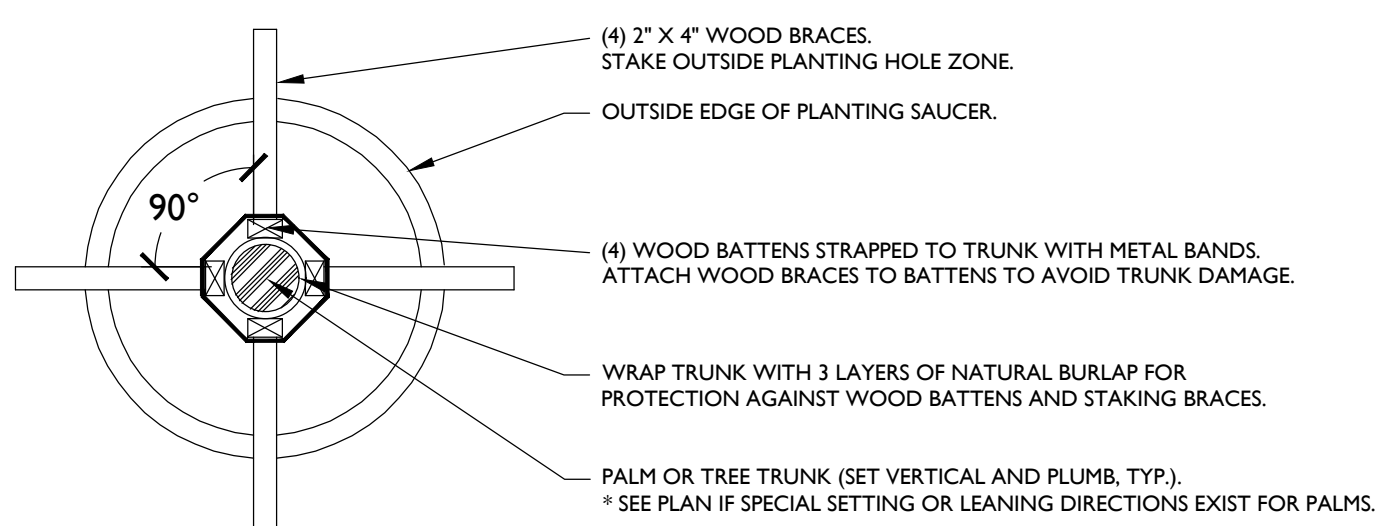 (4) 2" X 4" WOOD BRACES.
STAKE OUTSIDE PLANTING HOLE ZONE.
OUTSIDE EDGE OF PLANTING SAUCER.
90°
(4) WOOD BATTENS STRAPPED TO TRUNK WITH METAL BANDS.
ATTACH WOOD BRACES TO BATTENS TO AVOID TRUNK DAMAGE.
WRAP TRUNK WITH 3 LAYERS OF NATURAL BURLAP FOR
PROTECTION AGAINST WOOD BATTENS AND STAKING BRACES.
PALM OR TREE TRUNK (SET VERTICAL AND PLUMB, TYP.).
* SEE PLAN IF SPECIAL SETTING OR LEANING DIRECTIONS EXIST FOR PALMS.